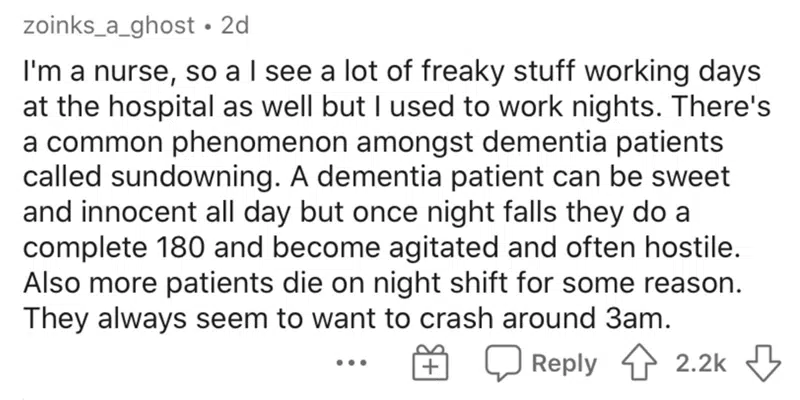 zoinks_a_ghost • 2d
I'm a nurse, so a I see a lot of freaky stuff working days
at the hospital as well but I used to work nights. There's
a common phenomenon amongst dementia patients
called sundowning. A dementia patient can be sweet
and innocent all day but once night falls they do a
complete 180 and become agitated and often hostile.
Also more patients die on night shift for some reason.
They always seem to want to crash around 3am.
Reply 2.2k